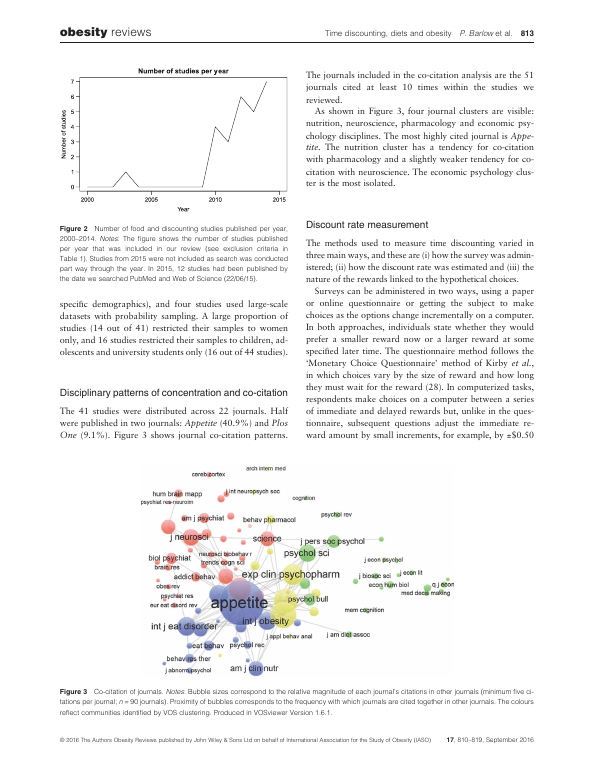 obesity reviews
Time discounting, diets and obesity P. Barlow et al. 813
Number of studies per year
Number of studies
7
6
5
4
3
2
1
0
2000 2005 2010 2015
Year
Figure 2 Number of food and discounting studies published per year,
2000–2014. Notes: The figure shows the number of studies published
per year that was included in our review (see exclusion criteria in
Table 1). Studies from 2015 were not included as search was conducted
part way through the year. In 2015, 12 studies had been published by
the date we searched PubMed and Web of Science (22/06/15).
specific demographics), and four studies used large-scale
datasets with probability sampling. A large proportion of
studies (14 out of 41) restricted their samples to women
only, and 16 studies restricted their samples to children, ad-
olescents and university students only (16 out of 44 studies).
Disciplinary patterns of concentration and co-citation
The 41 studies were distributed across 22 journals. Half
were published in two journals: Appetite (40.9%) and Plos
One (9.1%). Figure 3 shows journal co-citation patterns.
The journals included in the co-citation analysis are the 51
journals cited at least 10 times within the studies we
reviewed.
As shown in Figure 3, four journal clusters are visible:
nutrition, neuroscience, pharmacology and economic psy-
chology disciplines. The most highly cited journal is Appe-
tite. The nutrition cluster has a tendency for co-citation
with pharmacology and a slightly weaker tendency for co-
citation with neuroscience. The economic psychology clus-
ter is the most isolated.
Discount rate measurement
The methods used to measure time discounting varied in
three main ways, and these are (i) how the survey was admin-
istered; (ii) how the discount rate was estimated and (iii) the
nature of the rewards linked to the hypothetical choices.
Surveys can be administered in two ways, using a paper
or online questionnaire or getting the subject to make
choices as the options change incrementally on a computer.
In both approaches, individuals state whether they would
prefer a smaller reward now or a larger reward at some
specified later time. The questionnaire method follows the
‘Monetary Choice Questionnaire’ method of Kirby et al.,
in which choices vary by the size of reward and how long
they must wait for the reward (28). In computerized tasks,
respondents make choices on a computer between a series
of immediate and delayed rewards but, unlike in the ques-
tionnaire, subsequent questions adjust the immediate re-
ward amount by small increments, for example, by ±$0.50
arch intern med
cereb cortex
hum brain mapp
j int neuropsych soc
cognition
psychiat res-neuroim
am j psychiat
behav pharmacol
psychol rev
j neurosci
science
j pers soc psychol
biol psychiat
neurosci biobehav r
psychol sci
trends cogn sci
j econ psychol
brain res
addict behav
exp clin psychopharm
j biosoc sci
j econ lit
obes rev
econ hum biol
q j econ
med decis making
psychiat res
eur eat disord rev
appetite
psychol bull
mem cognition
int j eat disorder
int j obesity
j appl behav anal
j am diet assoc
eat behav
psychol rec
behav res ther
j abnorm psychol
am j clin nutr
Figure 3 Co-citation of journals. Notes: Bubble sizes correspond to the relative magnitude of each journal's citations in other journals (minimum five ci-
tations per journal; n = 90 journals). Proximity of bubbles corresponds to the frequency with which journals are cited together in other journals. The colours
reflect communities identified by VOS clustering. Produced in VOSviewer Version 1.6.1.
© 2016 The Authors Obesity Reviews published by John Wiley & Sons Ltd on behalf of International Association for the Study of Obesity (IASO)
17, 810–819, September 2016